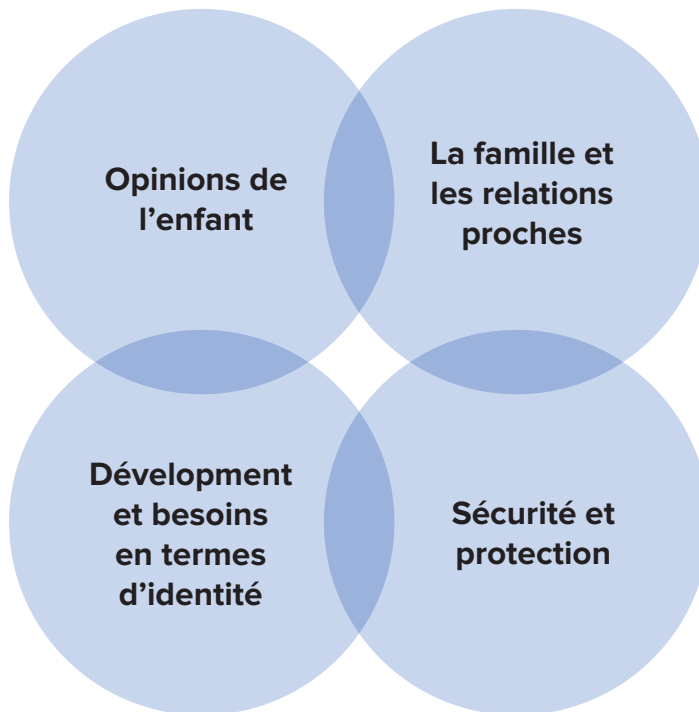 Opinions de
l’enfant
La famille et
les relations
proches
Dévelopment
et besoins
en termes
d’identité
Sécurité et
protection